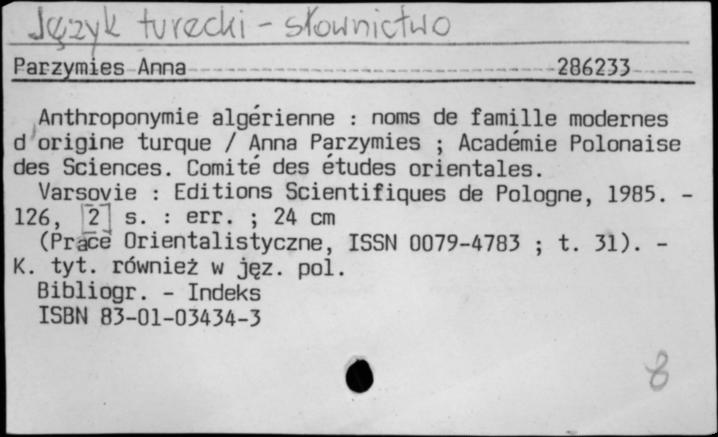 Język turecki - słownictwo
Parzymies Anna 286233
Anthroponymie algérienne : noms de famille modernes
d'origine turque / Anna Parzymies ; Académie Polonaise
des Sciences. Comité des études orientales.
Varsovie : Editions Scientifiques de Pologne, 1985. -
126, [2] s. : err. ; 24 cm
(Prace Orientalistyczne, ISSN 0079-4783 ; t. 31). -
K. tyt. również w jęz. pol.
Bibliogr. - Indeks
ISBN 83-01-03434-3
8